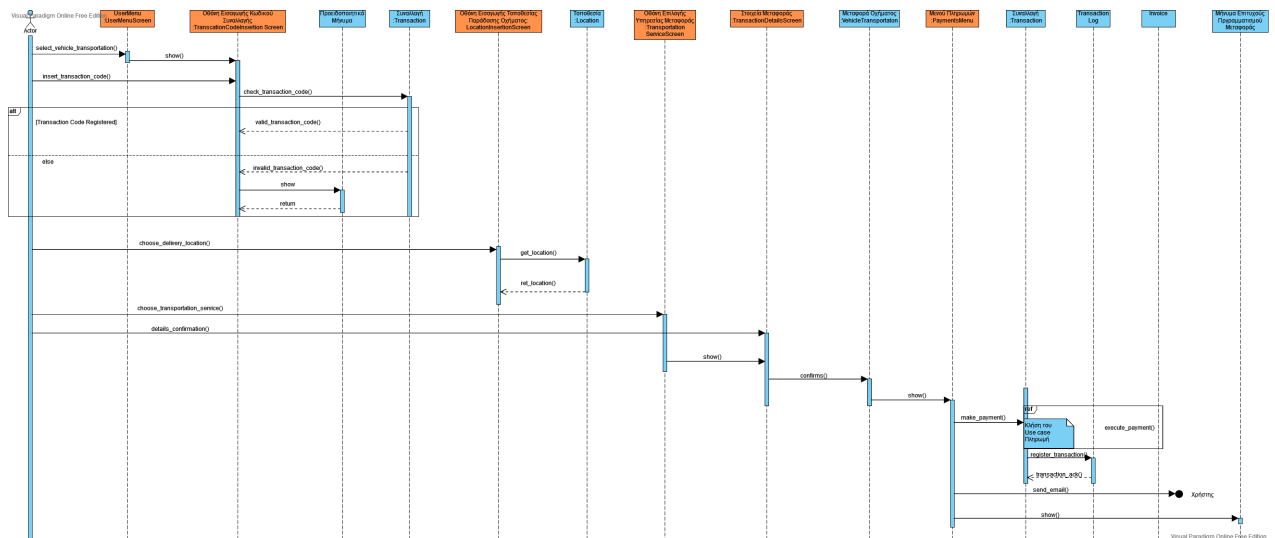 Visual Paradigm Online Free Edition
Actor
UserMenu
:UserMenuScreen
Οθόνη Εισαγωγής Κωδικού
Συναλλαγής
:TranscationCodeInsertion Screen
Προειδοποιητικό
Μήνυμα
Συναλλαγή
:Transaction
Οθόνη Εισαγωγής Τοποθεσίας
Παράδοσης Οχήματος:
LocationInsertionScreen
Τοποθεσία
:Location
Οθόνη Επιλογής
Υπηρεσίας Μεταφοράς
:Transportation
ServiceScreen
Στοιχεία Μεταφοράς
:TransactionDetailsScreen
Μεταφορά Οχήματος:
VehicleTransportaton
Μενού Πληρωμών
:PaymentsMenu
Συναλλαγή
:Transaction
Transaction
Log
Invoice
Μήνυμα Επιτυχούς
Μεταφοράς
select_vehicle_transportation()
show()
insert_transaction_code()
check_transaction_code()
alt
[Transaction Code Registered]
valid_transaction_code()
else
invalid_transaction_code()
show
return
choose_delivery_location()
get_location()
ret_location()
choose_transportation_service()
details_confirmation()
show()
confirms()
show()
ref
make_payment()
Κλήση του
Use case
Πληρωμή
execute_payment()
register_transaction()
transaction_ack()
send_email()
Χρήστης
show()
Visual Paradigm Online Free Edition